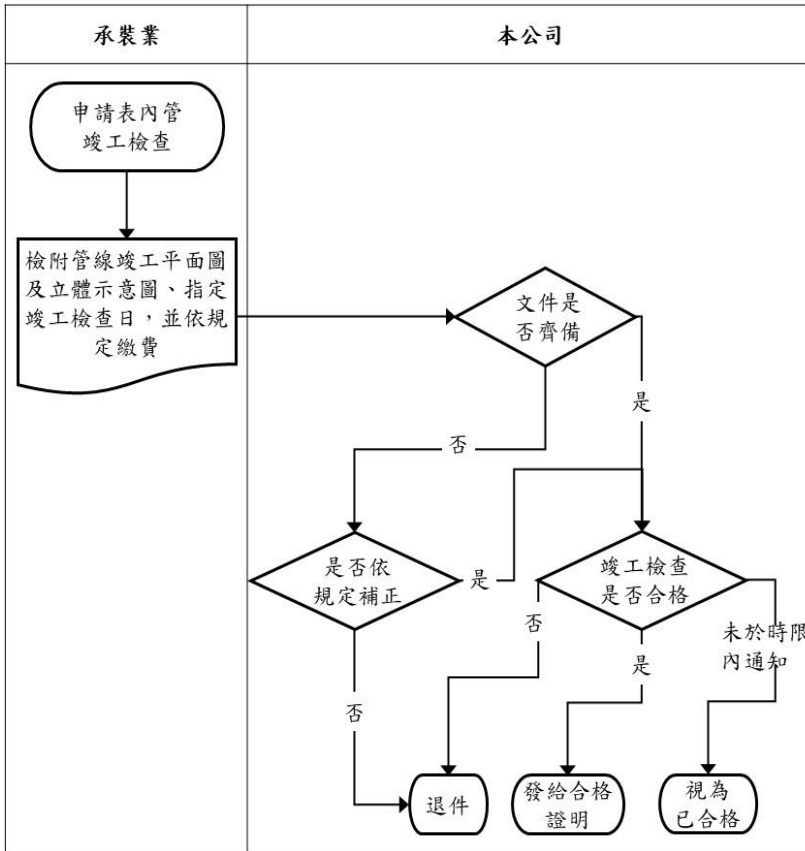 承裝業
本公司
申請表內管
竣工檢查
檢附管線竣工平面圖
及立體示意圖、指定
竣工檢查日，並依規
定繳費
文件是
否齊備
是
否
是否依
規定補正
是
竣工檢查
是否合格
否
是
未於時限
內通知
否
退件
發給合格
證明
視為
已合格